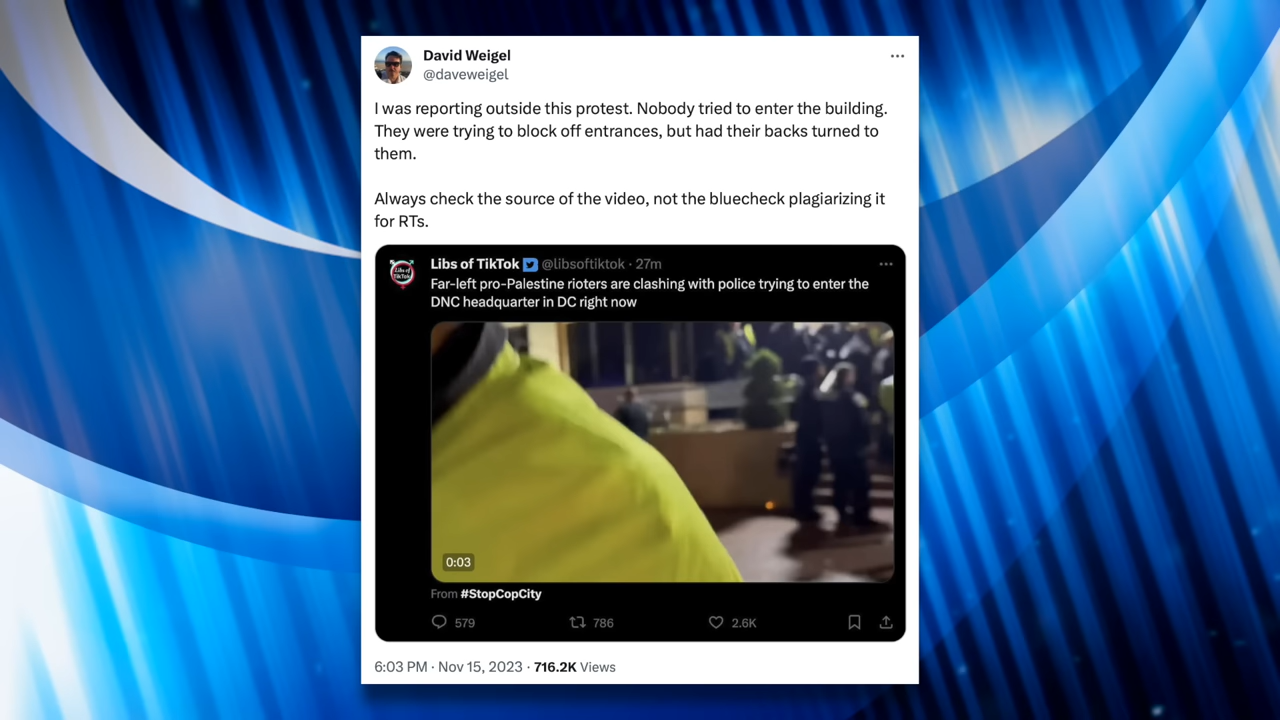 David Weigel
@daveweigel
I was reporting outside this protest. Nobody tried to enter the building.
They were trying to block off entrances, but had their backs turned to
them.
Always check the source of the video, not the bluecheck plagiarizing it
for RTs.
Libs of TikTok @libsoftiktok · 27m
Far-left pro-Palestine rioters are clashing with police trying to enter the
DNC headquarter in DC right now
Libs of TikTok
0:03
From #StopCopCity
579 786 2.6K
6:03 PM · Nov 15, 2023 · 716.2K Views